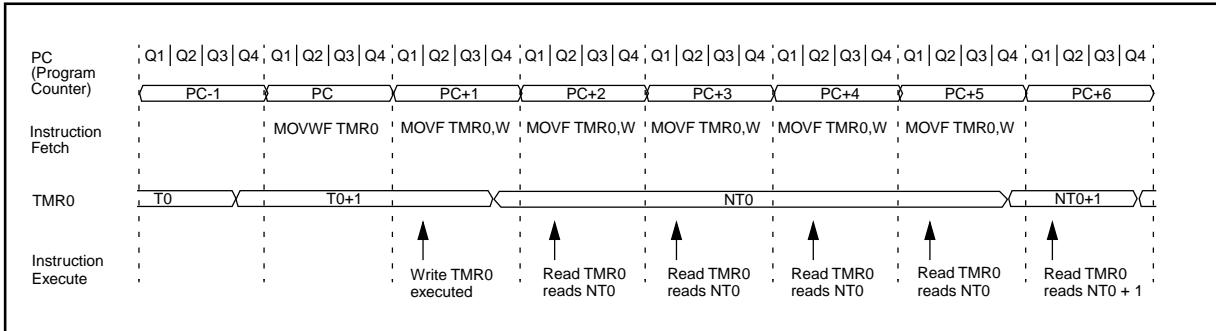 PC
(Program
Counter)
Q1 Q2 Q3 Q4 Q1 Q2 Q3 Q4 Q1 Q2 Q3 Q4 Q1 Q2 Q3 Q4 Q1 Q2 Q3 Q4 Q1 Q2 Q3 Q4 Q1 Q2 Q3 Q4 Q1 Q2 Q3 Q4
PC-1 PC PC+1 PC+2 PC+3 PC+4 PC+5 PC+6
Instruction
Fetch
MOVWF TMR0 MOVF TMR0,W MOVF TMR0,W MOVF TMR0,W MOVF TMR0,W MOVF TMR0,W
TMR0
T0 T0+1 NT0 NT0+1
Instruction
Execute
Write TMR0
executed
Read TMR0
reads NT0
Read TMR0
reads NT0
Read TMR0
reads NT0
Read TMR0
reads NT0
Read TMR0
reads NT0 + 1